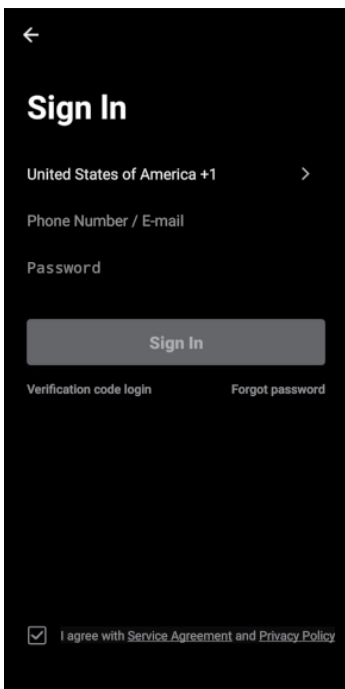 Sign In
United States of America +1
Phone Number / E-mail
Password
Sign In
Verification code login Forgot password
I agree with Service Agreement and Privacy Policy